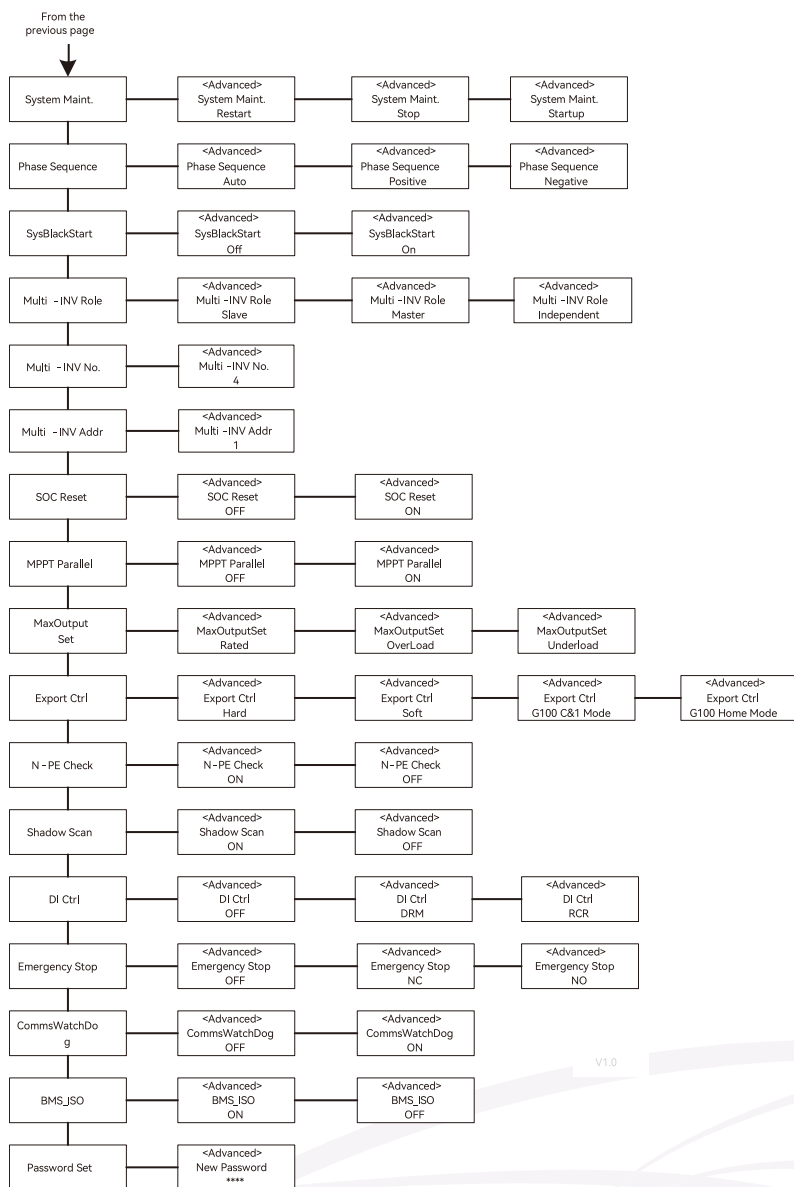 From the
previous page
System Maint.
<Advanced>
System Maint.
Restart
<Advanced>
System Maint.
Stop
<Advanced>
System Maint.
Startup
Phase Sequence
<Advanced>
Phase Sequence
Auto
<Advanced>
Phase Sequence
Positive
<Advanced>
Phase Sequence
Negative
SysBlackStart
<Advanced>
SysBlackStart
Off
<Advanced>
SysBlackStart
On
Multi -INV Role
<Advanced>
Multi -INV Role
Slave
<Advanced>
Multi -INV Role
Master
<Advanced>
Multi -INV Role
Independent
Multi -INV No.
<Advanced>
Multi -INV No.
4
Multi -INV Addr
<Advanced>
Multi -INV Addr
1
SOC Reset
<Advanced>
SOC Reset
OFF
<Advanced>
SOC Reset
ON
MPPT Parallel
<Advanced>
MPPT Parallel
OFF
<Advanced>
MPPT Parallel
ON
MaxOutput
Set
<Advanced>
MaxOutputSet
Rated
<Advanced>
MaxOutputSet
OverLoad
<Advanced>
MaxOutputSet
Underload
Export Ctrl
<Advanced>
Export Ctrl
Hard
<Advanced>
Export Ctrl
Soft
<Advanced>
Export Ctrl
G100 C&1 Mode
<Advanced>
Export Ctrl
G100 Home Mode
N-PE Check
<Advanced>
N-PE Check
ON
<Advanced>
N-PE Check
OFF
Shadow Scan
<Advanced>
Shadow Scan
ON
<Advanced>
Shadow Scan
OFF
DI Ctrl
<Advanced>
DI Ctrl
OFF
<Advanced>
DI Ctrl
DRM
<Advanced>
DI Ctrl
RCR
Emergency Stop
<Advanced>
Emergency Stop
OFF
<Advanced>
Emergency Stop
NC
<Advanced>
Emergency Stop
NO
CommsWatchDo
g
<Advanced>
CommsWatchDog
OFF
<Advanced>
CommsWatchDog
ON
V1.0
BMS_ISO
<Advanced>
BMS_ISO
ON
<Advanced>
BMS_ISO
OFF
Password Set
<Advanced>
New Password
****